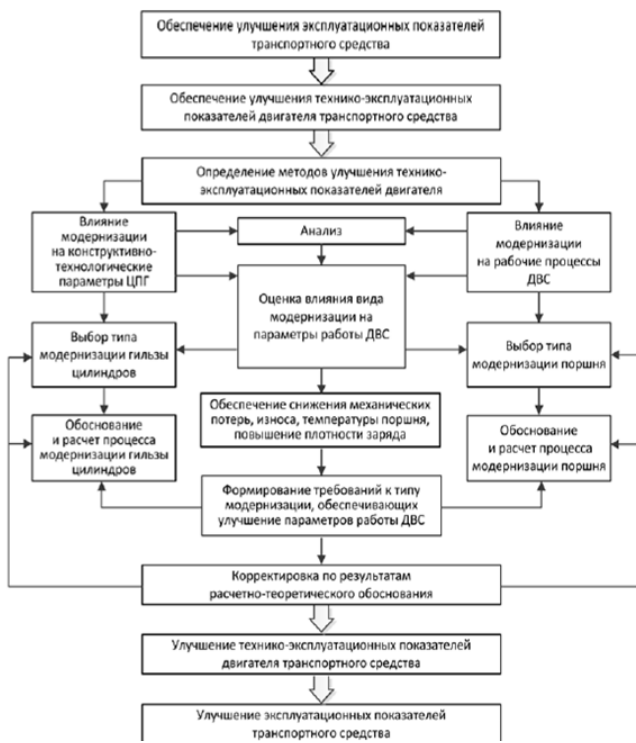 Обеспечение улучшения эксплуатационных показателей
транспортного средства
Обеспечение улучшения технико-эксплуатационных
показателей двигателя транспортного средства
Определение методов улучшения технико-
эксплуатационных показателей двигателя
Влияние
модернизации
на конструктивно-
технологические
параметры ЦПГ
Анализ
Влияние
модернизации
на рабочие процессы
ДВС
Оценка влияния вида
модернизации на
параметры работы ДВС
Выбор типа
модернизации гильзы
цилиндров
Выбор типа
модернизации поршня
Обеспечение снижения механических
потерь, износа, температуры поршня,
повышение плотности заряда
Обоснование
и расчет процесса
модернизации гильзы
цилиндров
Обоснование
и расчет процесса
модернизации поршня
Формирование требований к типу
модернизации, обеспечивающих
улучшение параметров работы ДВС
Корректировка по результатам
расчетно-теоретического обоснования
Улучшение технико-эксплуатационных показателей
двигателя транспортного средства
Улучшение эксплуатационных показателей
транспортного средства